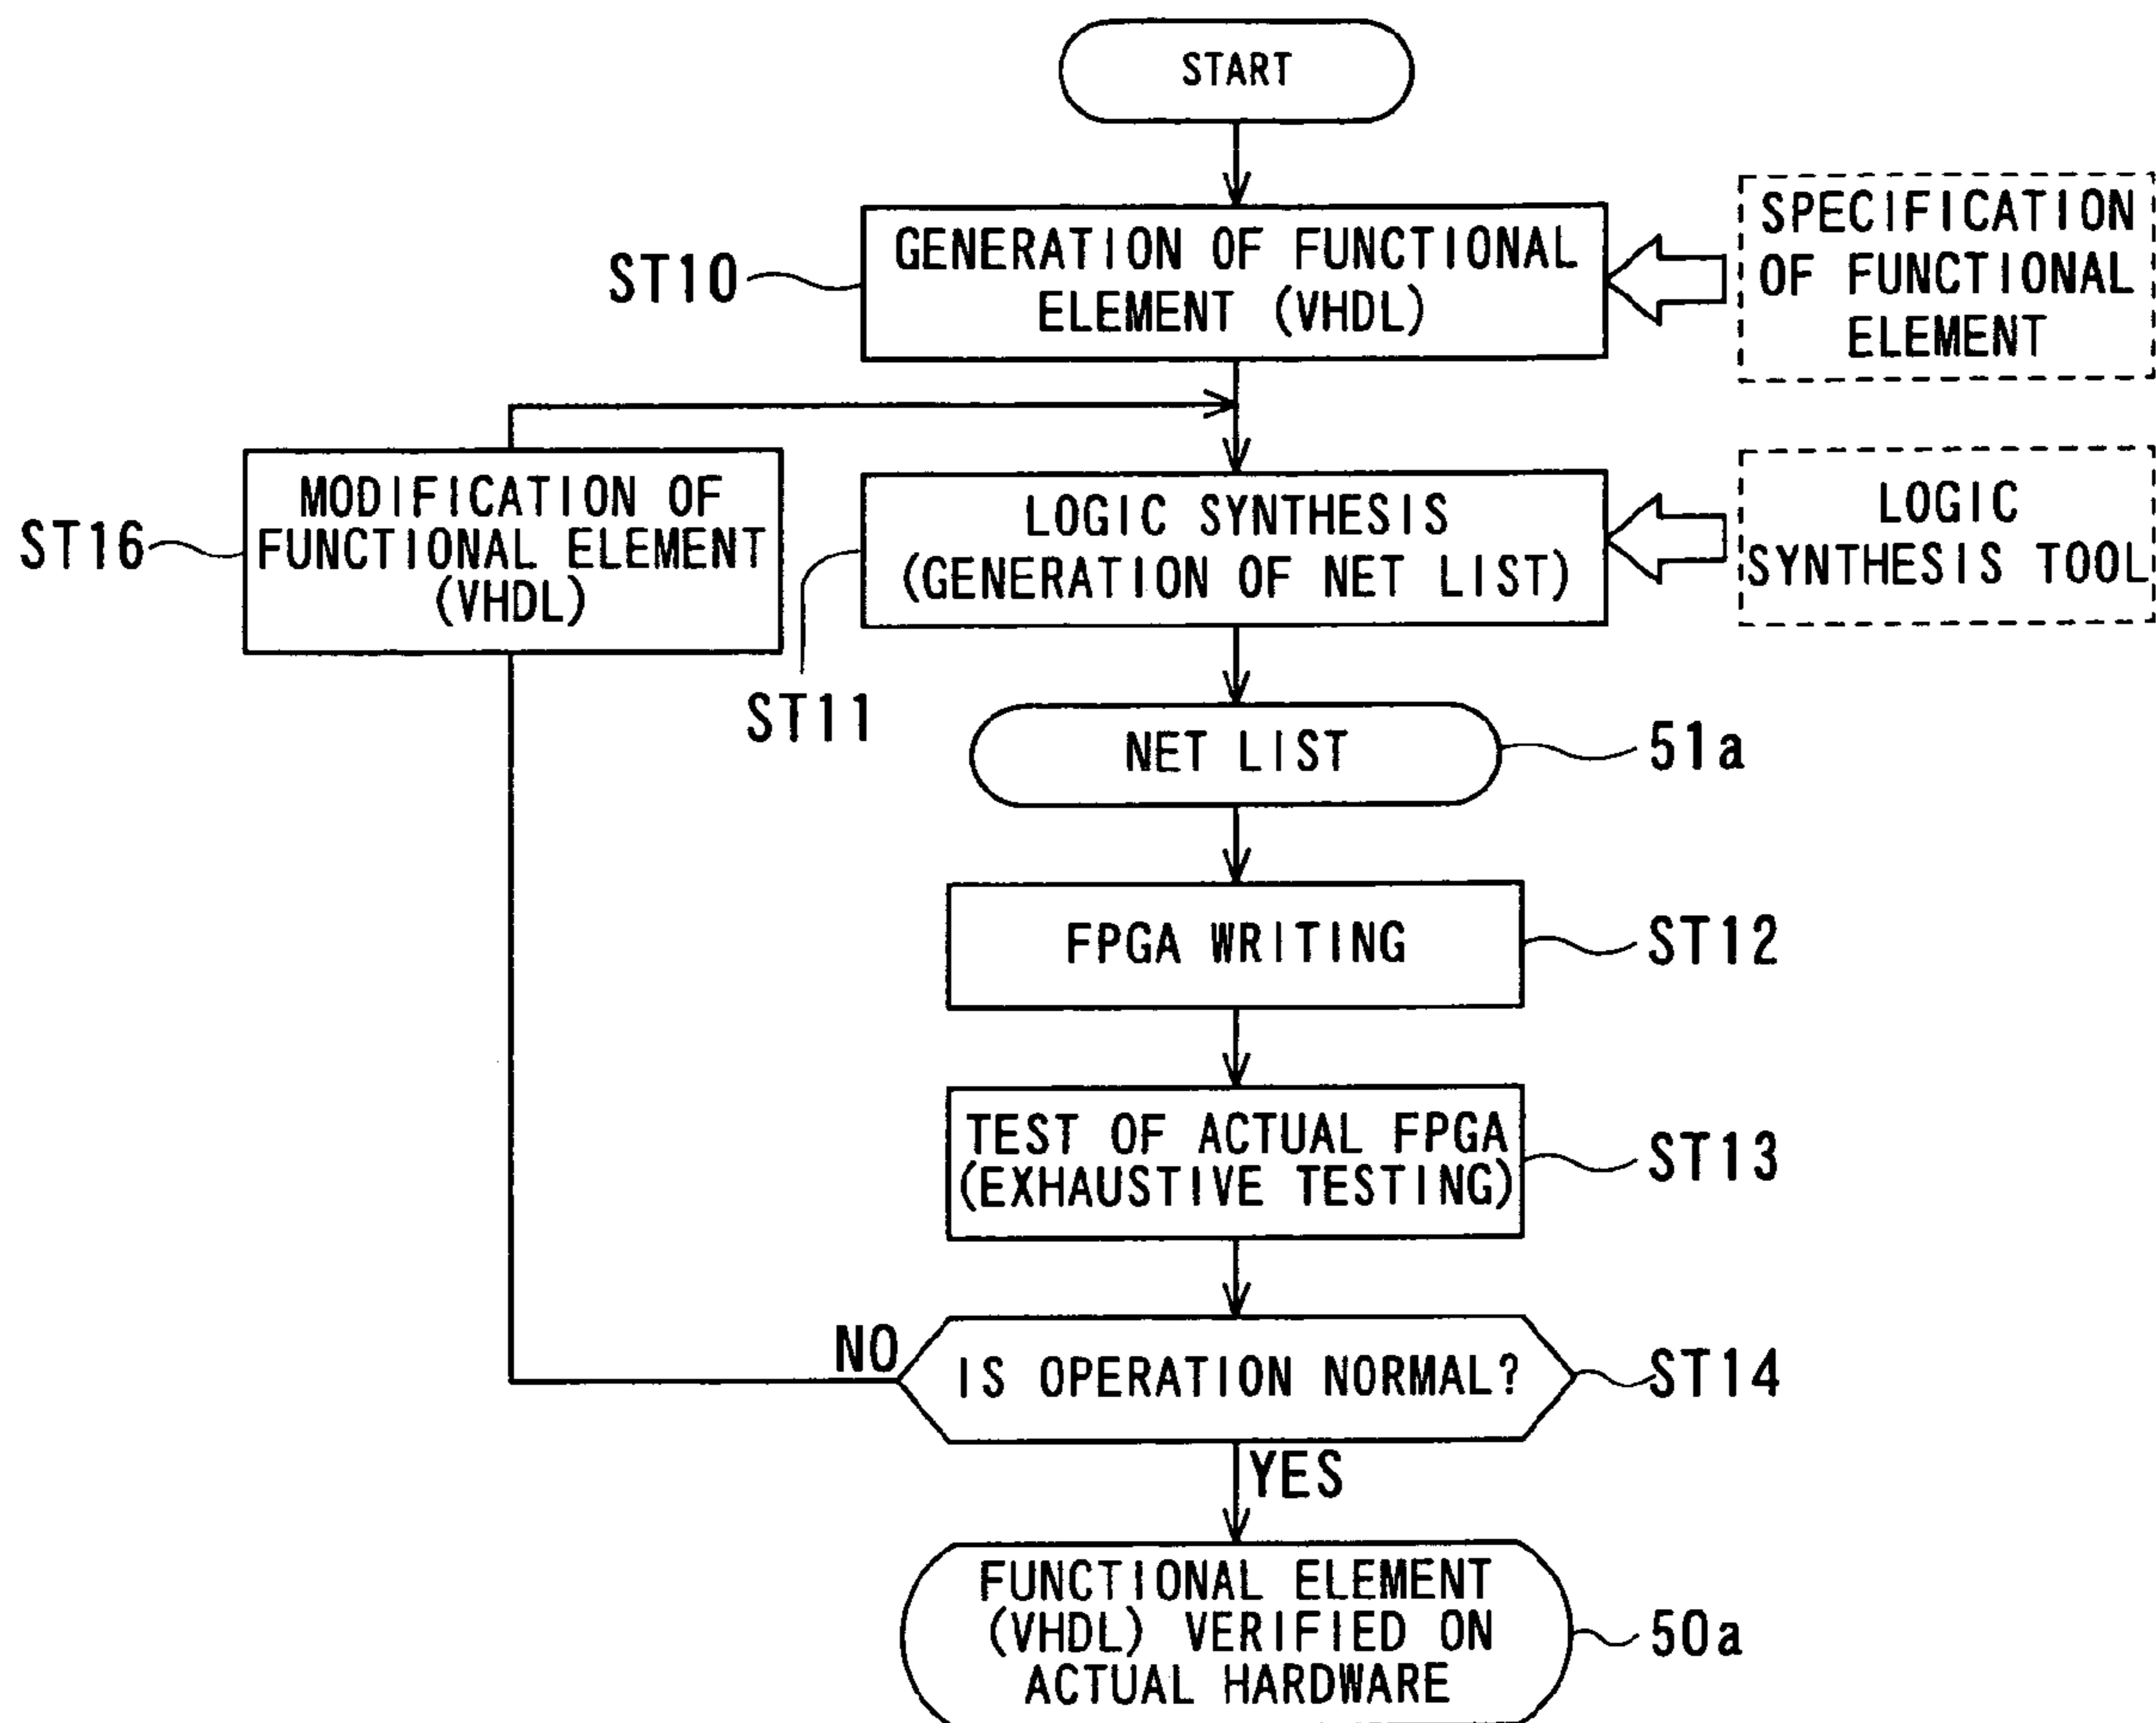 START
GENERATION OF FUNCTIONAL
ELEMENT (VHDL)
ST10
SPECIFICATION
OF FUNCTIONAL
ELEMENT
MODIFICATION OF
FUNCTIONAL ELEMENT
(VHDL)
ST16
LOGIC SYNTHESIS
(GENERATION OF NET LIST)
ST11
LOGIC
SYNTHESIS TOOL
NET LIST
51a
FPGA WRITING
ST12
TEST OF ACTUAL FPGA
(EXHAUSTIVE TESTING)
ST13
NO
IS OPERATION NORMAL?
ST14
YES
FUNCTIONAL ELEMENT
(VHDL) VERIFIED ON
ACTUAL HARDWARE
50a